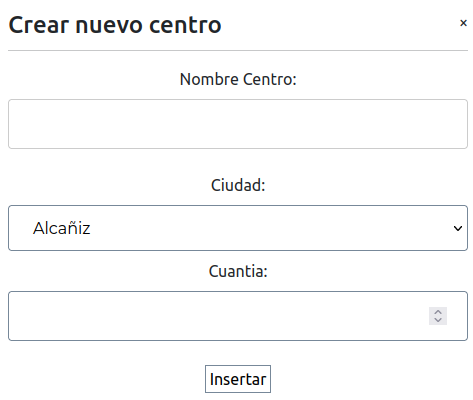 Crear nuevo centro ×
Nombre Centro:
Ciudad:
Alcañiz
Cuantia:
Insertar